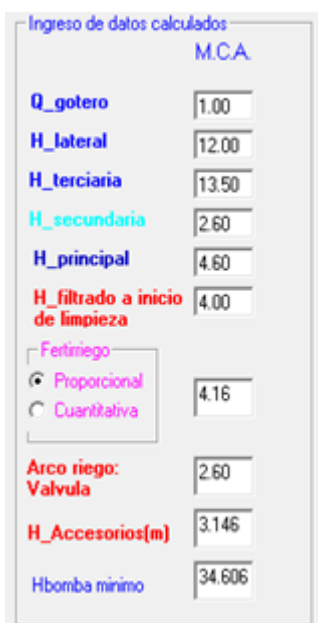 Ingreso de datos calculados
M.C.A.
Q_gotero 1.00
H_lateral 12.00
H_terciaria 13.50
H_secundaria 2.60
H_principal 4.60
H_filtrado a inicio 4.00
de limpieza
Fertirriego
Proporcional
4.16
Cuantitativa
Arco riego: 2.60
Valvula
H_Accesorios(m) 3.146
Hbomba minimo 34.606